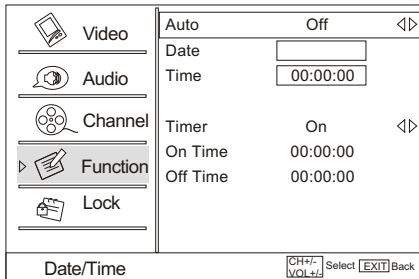 Video
Audio
Channel
Function
Lock
Auto Off
Date
Time 00:00:00
Timer On
On Time 00:00:00
Off Time 00:00:00
Date/Time
CH+/- VOL+/- Select EXIT Back